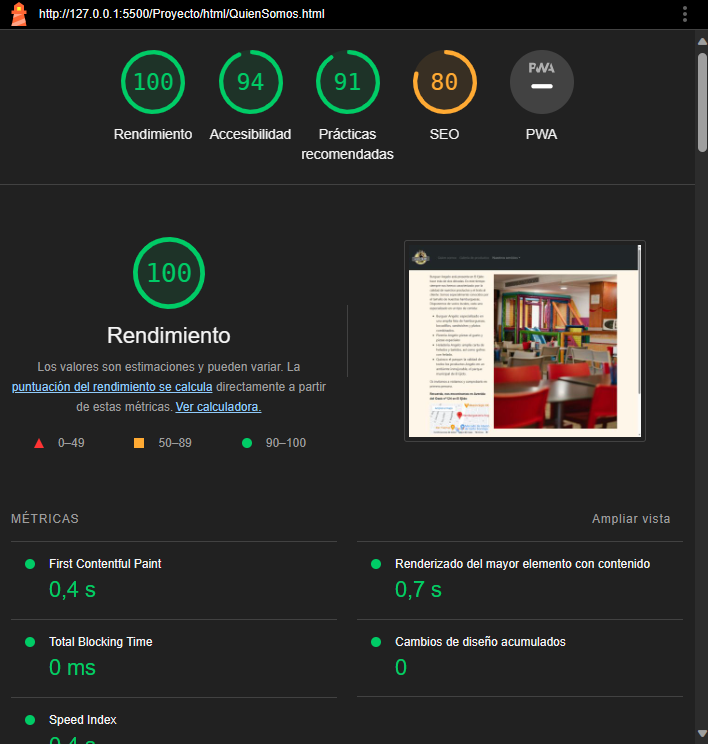 http://127.0.0.1:5500/Proyecto/html/QuienSomos.html
100
94
91
80
PWA
Rendimiento
Accesibilidad
Prácticas
recomendadas
SEO
PWA
100
Rendimiento
Los valores son estimaciones y pueden variar. La
puntuación del rendimiento se calcula directamente a partir
de estas métricas. Ver calculadora.
0–49
50–89
90–100
MÉTRICAS
Ampliar vista
First Contentful Paint
0,4 s
Renderizado del mayor elemento con contenido
0,7 s
Total Blocking Time
0 ms
Cambios de diseño acumulados
0
Speed Index
0,4 s